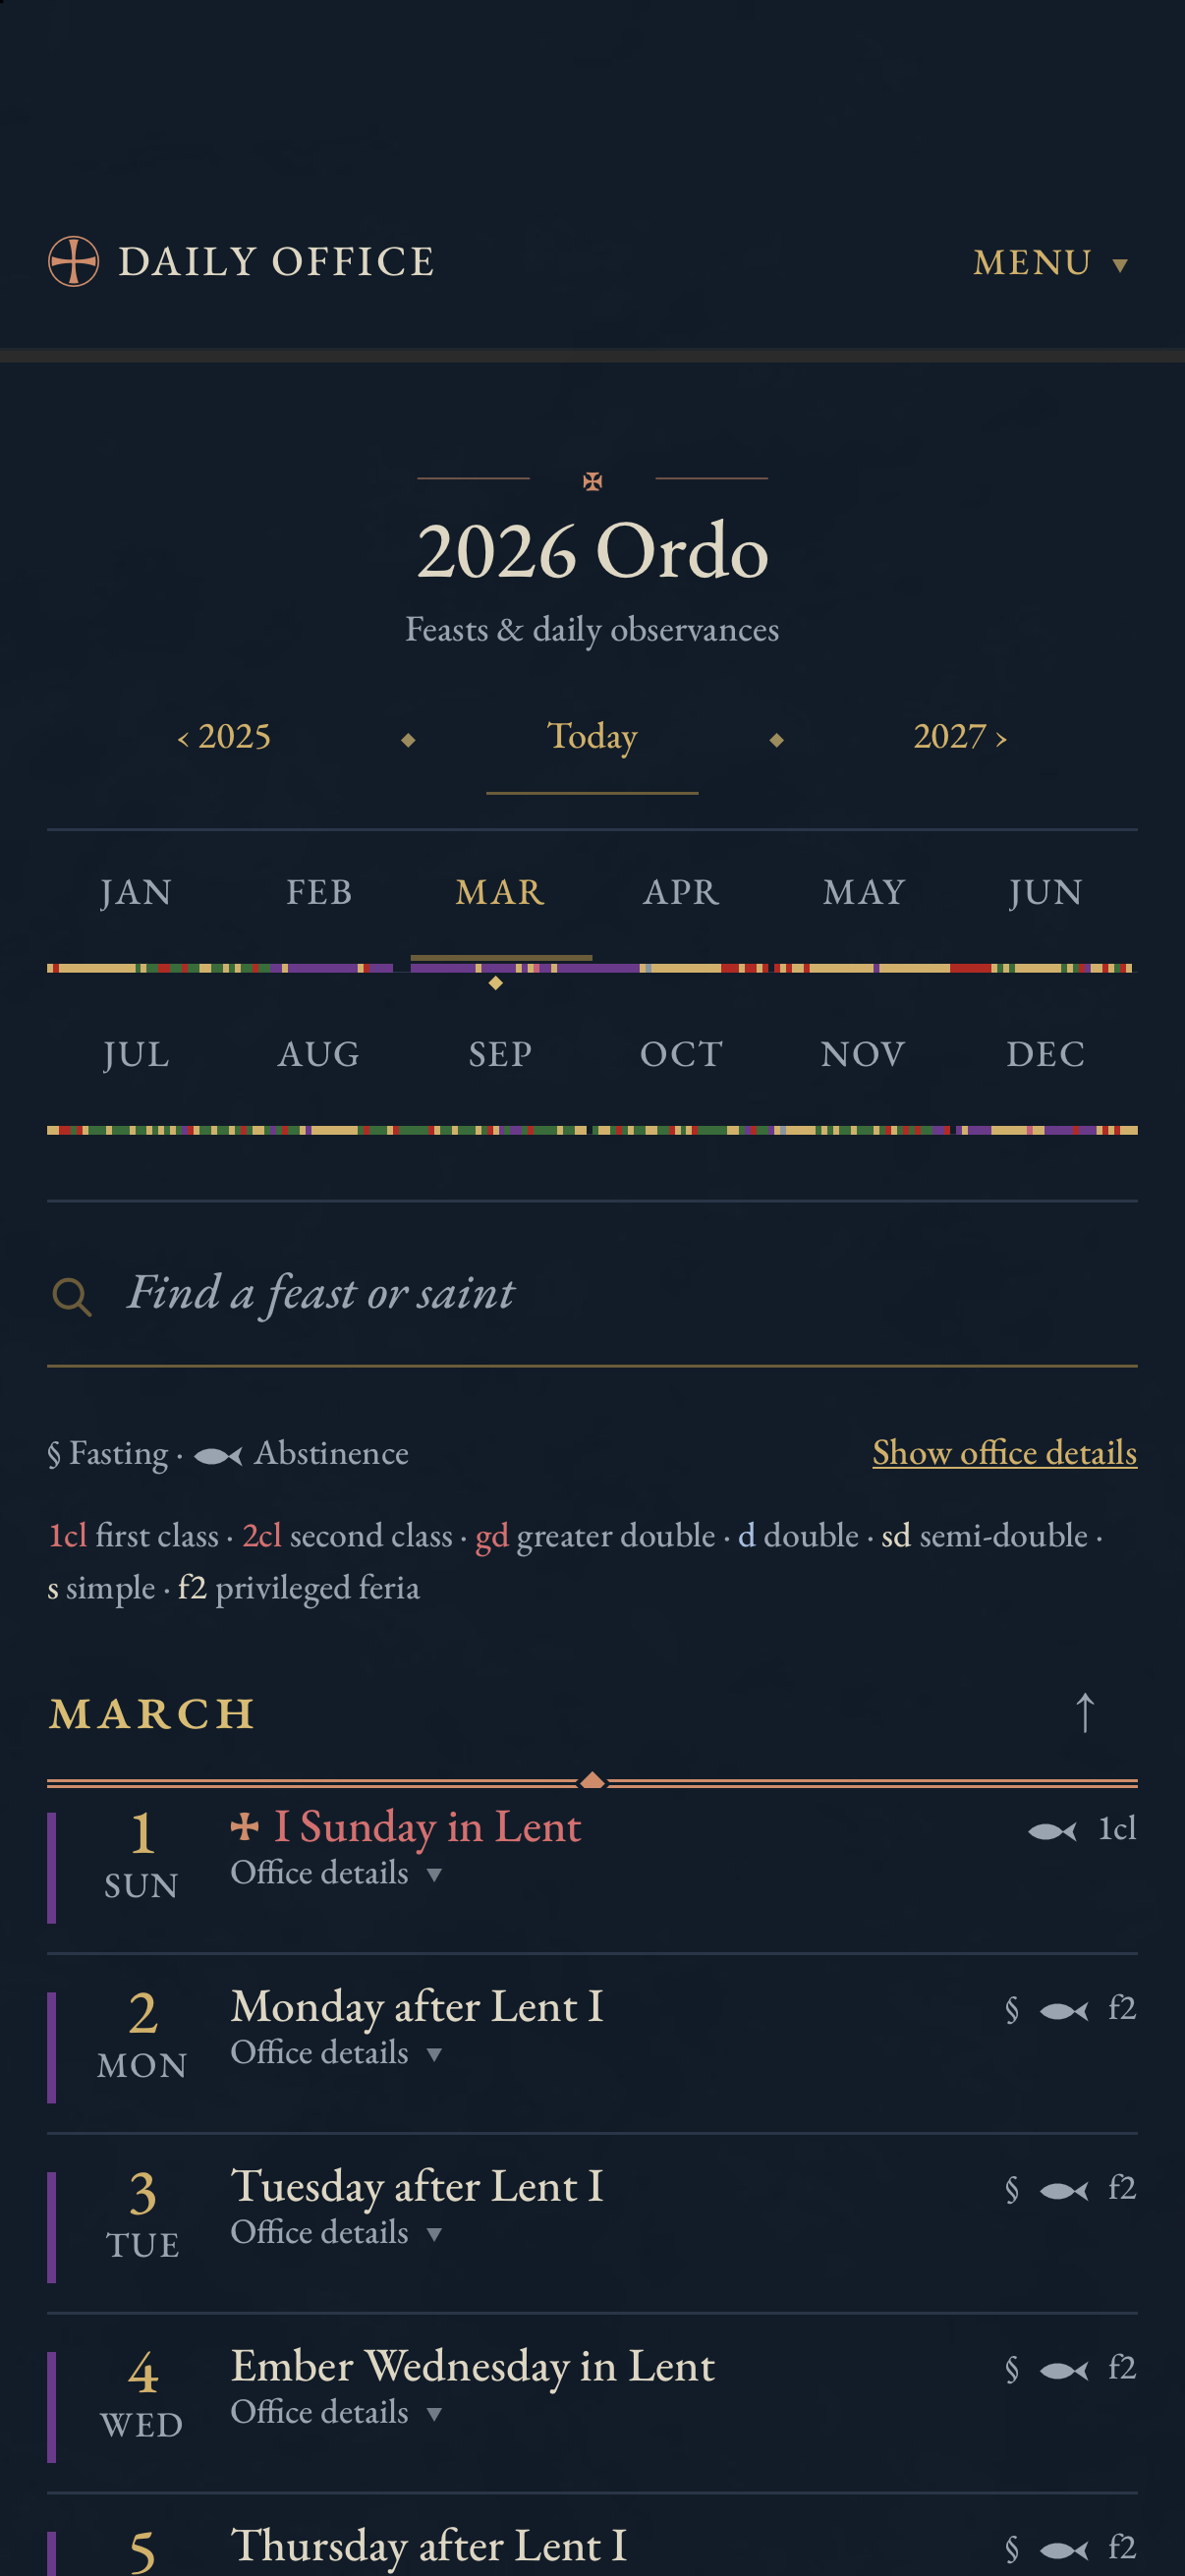 DAILY OFFICE
MENU ▼
✠
2026 Ordo
Feasts & daily observances
‹ 2025 ◆ Today ◆ 2027 ›
JAN FEB MAR APR MAY JUN
JUL AUG SEP OCT NOV DEC
Find a feast or saint
§ Fasting · Abstinence
Show office details
1cl first class · 2cl second class · gd greater double · d double · sd semi-double ·
s simple · f2 privileged feria
MARCH ↑
1 ✠ I Sunday in Lent 1cl
SUN Office details ▼
2 Monday after Lent I § f2
MON Office details ▼
3 Tuesday after Lent I § f2
TUE Office details ▼
4 Ember Wednesday in Lent § f2
WED Office details ▼
5 Thursday after Lent I § f2